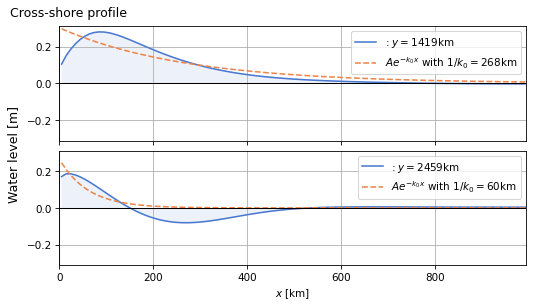 Cross-shore profile
Water level [m]
0.2
0.0
−0.2
: y = 1419km
Ae^{−k₀x} with 1/k₀ = 268km
0.2
0.0
−0.2
: y = 2459km
Ae^{−k₀x} with 1/k₀ = 60km
0 200 400 600 800
x [km]